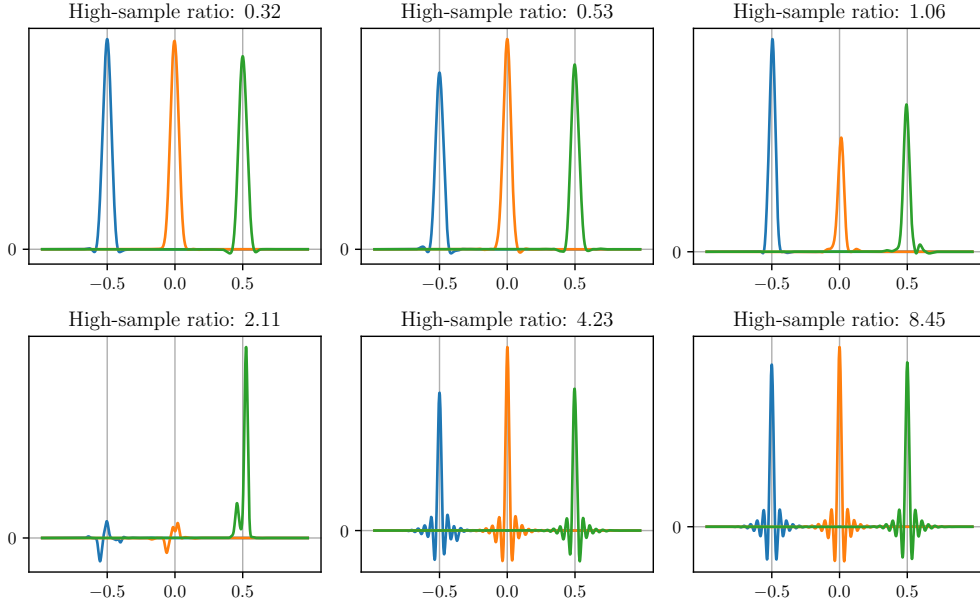 High-sample ratio: 0.32
High-sample ratio: 0.53
High-sample ratio: 1.06
0
0
0
−0.5 0.0 0.5
−0.5 0.0 0.5
−0.5 0.0 0.5
High-sample ratio: 2.11
High-sample ratio: 4.23
High-sample ratio: 8.45
0
0
0
−0.5 0.0 0.5
−0.5 0.0 0.5
−0.5 0.0 0.5